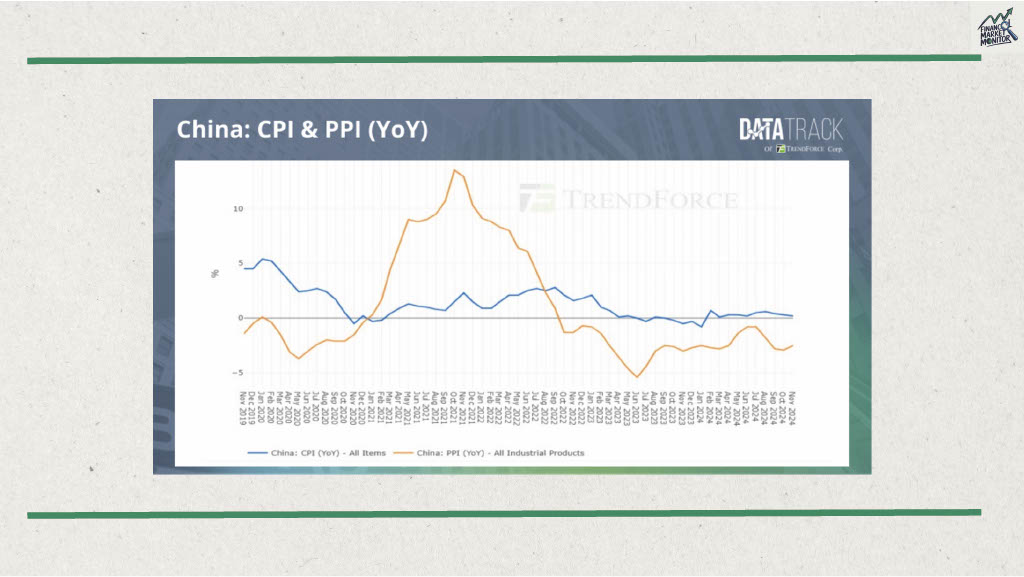 FINANCE
MARKET
MONITOR
China: CPI & PPI (YoY)
DATATRACK
OF TRENDFORCE Corp.
TRENDFORCE
10
5
%
0
-5
Nov 2019
Dec 2019
Jan 2020
Feb 2020
Mar 2020
Apr 2020
May 2020
Jun 2020
Jul 2020
Aug 2020
Sep 2020
Oct 2020
Nov 2020
Dec 2020
Jan 2021
Feb 2021
Mar 2021
Apr 2021
May 2021
Jun 2021
Jul 2021
Aug 2021
Sep 2021
Oct 2021
Nov 2021
Dec 2021
Jan 2022
Feb 2022
Mar 2022
Apr 2022
May 2022
Jun 2022
Jul 2022
Aug 2022
Sep 2022
Oct 2022
Nov 2022
Dec 2022
Jan 2023
Feb 2023
Mar 2023
Apr 2023
May 2023
Jun 2023
Jul 2023
Aug 2023
Sep 2023
Oct 2023
Nov 2023
Dec 2023
Jan 2024
Feb 2024
Mar 2024
Apr 2024
May 2024
Jun 2024
Jul 2024
Aug 2024
Sep 2024
Oct 2024
Nov 2024
China: CPI (YoY) - All Items
China: PPI (YoY) - All Industrial Products